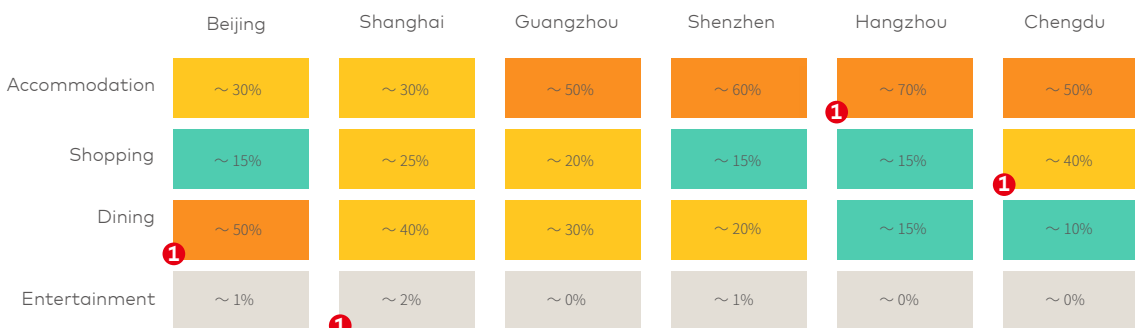 Beijing Shanghai Guangzhou Shenzhen Hangzhou Chengdu
Accommodation ～30% ～30% ～50% ～60% ～70% ～50%
1
Shopping ～15% ～25% ～20% ～15% ～15% ～40%
1
Dining ～50% ～40% ～30% ～20% ～15% ～10%
1
Entertainment ～1% ～2% ～0% ～1% ～0% ～0%
1